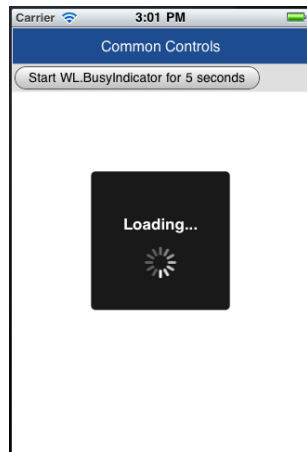 Carrier 3:01 PM
Common Controls
Start WL.BusyIndicator for 5 seconds
Loading...